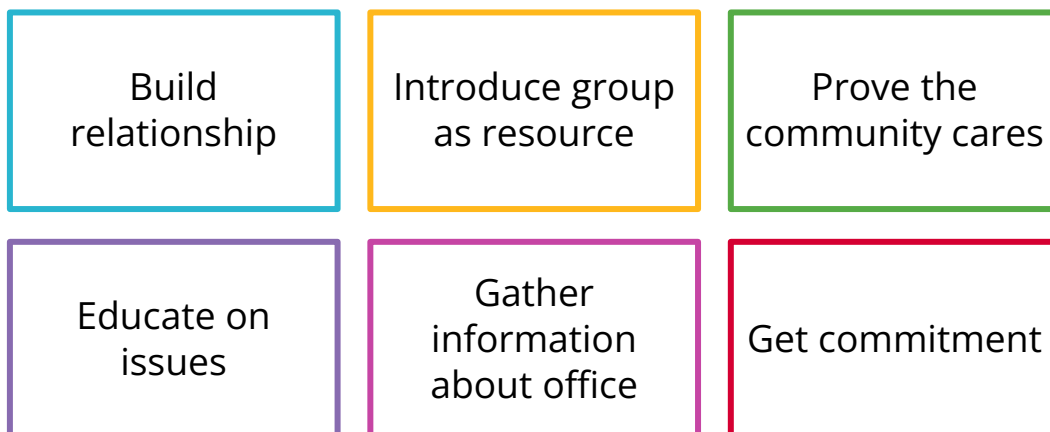 Build
relationship
Introduce group
as resource
Prove the
community cares
Educate on
issues
Gather
information
about office
Get commitment